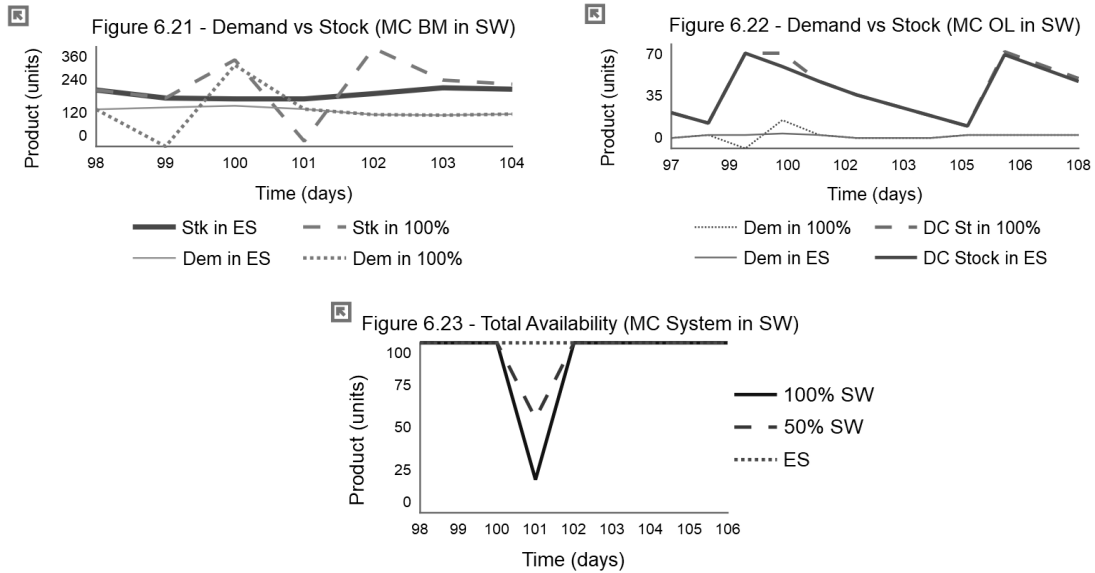 Figure 6.21 - Demand vs Stock (MC BM in SW)
Product (units)
360
240
120
0
98 99 100 101 102 103 104
Time (days)
Stk in ES Stk in 100%
Dem in ES Dem in 100%
Figure 6.22 - Demand vs Stock (MC OL in SW)
Product (units)
70
35
0
97 99 100 102 103 105 106 108
Time (days)
Dem in 100% DC St in 100%
Dem in ES DC Stock in ES
Figure 6.23 - Total Availability (MC System in SW)
Product (units)
100
75
50
25
0
98 99 100 101 102 103 104 105 106
Time (days)
100% SW
50% SW
ES